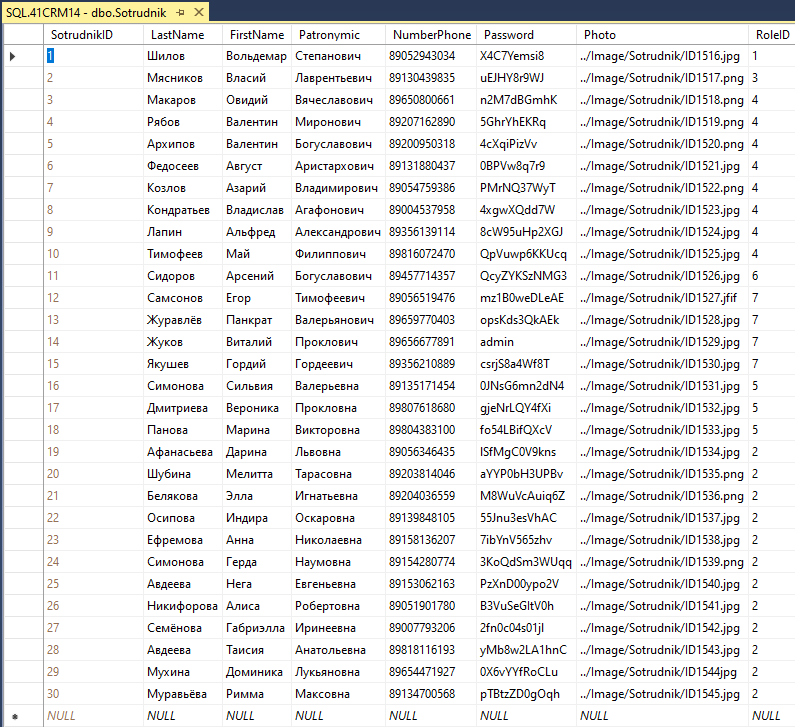 SQL.41CRM14 - dbo.Sotrudnik
SotrudnikID LastName FirstName Patronymic NumberPhone Password Photo RoleID
1 Шилов Вольдемар Степанович 89052943034 X4C7Yemsi8 ../Image/Sotrudnik/ID1516.jpg 1
2 Мясников Власий Лаврентьевич 89130439835 uEJHY8r9WJ ../Image/Sotrudnik/ID1517.png 3
3 Макаров Овидий Вячеславович 89650800661 n2M7dBGmhK ../Image/Sotrudnik/ID1518.png 4
4 Рябов Валентин Миронович 89207162890 5GhrYhEKRq ../Image/Sotrudnik/ID1519.png 4
5 Архипов Валентин Богуславович 89200950318 4cXqiPizVv ../Image/Sotrudnik/ID1520.png 4
6 Федосеев Август Аристархович 89131880437 0BPVw8q7r9 ../Image/Sotrudnik/ID1521.jpg 4
7 Козлов Азарий Владимирович 89054759386 PMrNQ37WyT ../Image/Sotrudnik/ID1522.png 4
8 Кондратьев Владислав Агафонович 89004537958 4xgwXQdd7W ../Image/Sotrudnik/ID1523.jpg 4
9 Лапин Альфред Александрович 89356139114 8cW95uHp2XGJ ../Image/Sotrudnik/ID1524.jpg 4
10 Тимофеев Май Филиппович 89816072470 QpVuwp6KKUcq ../Image/Sotrudnik/ID1525.jpg 4
11 Сидоров Арсений Богуславович 89457714357 QcyZYKSzNMG3 ../Image/Sotrudnik/ID1526.jpg 6
12 Самсонов Егор Тимофеевич 89056519476 mz1B0weDLeAE ../Image/Sotrudnik/ID1527.jfif 7
13 Журавлёв Панкрат Валерьянович 89659770403 opsKds3QkAEk ../Image/Sotrudnik/ID1528.jpg 7
14 Жуков Виталий Проклович 89656677891 admin ../Image/Sotrudnik/ID1529.jpg 7
15 Якушев Гордий Гордеевич 89356210889 csrjS8a4Wf8T ../Image/Sotrudnik/ID1530.jpg 7
16 Симонова Сильвия Валерьевна 89135171454 0JNsG6mn2dN4 ../Image/Sotrudnik/ID1531.jpg 5
17 Дмитриева Вероника Прокловна 89807618680 gjeNrLQY4fXi ../Image/Sotrudnik/ID1532.jpg 5
18 Панова Марина Викторовна 89804383100 fo54LBifQXcV ../Image/Sotrudnik/ID1533.jpg 5
19 Афанасьева Дарина Львовна 89056346435 ISfMgC0V9kns ../Image/Sotrudnik/ID1534.jpg 2
20 Шубина Мелитта Тарасовна 89203814046 aYYP0bH3UPBv ../Image/Sotrudnik/ID1535.png 2
21 Белякова Элла Игнатьевна 89204036559 M8WuVcAuiq6Z ../Image/Sotrudnik/ID1536.png 2
22 Осипова Индира Оскаровна 89139848105 55Jnu3esVhAC ../Image/Sotrudnik/ID1537.jpg 2
23 Ефремова Анна Николаевна 89158136207 7ibYnV565zhv ../Image/Sotrudnik/ID1538.jpg 2
24 Симонова Герда Наумовна 89154280774 3KoQdSm3WUqq ../Image/Sotrudnik/ID1539.png 2
25 Авдеева Нега Евгеньевна 89153062163 PzXnD00ypo2V ../Image/Sotrudnik/ID1540.jpg 2
26 Никифорова Алиса Робертовна 89051901780 B3VuSeGltV0h ../Image/Sotrudnik/ID1541.jpg 2
27 Семёнова Габриэлла Иринеевна 89007793206 2fn0c04s01jl ../Image/Sotrudnik/ID1542.jpg 2
28 Авдеева Таисия Анатольевна 89818116193 yMb8w2LA1hnC ../Image/Sotrudnik/ID1543.jpg 2
29 Мухина Доминика Лукьяновна 89654471927 0X6vYYfRoCLu ../Image/Sotrudnik/ID1544jpg 2
30 Муравьёва Римма Максовна 89134700568 pTBtzZD0gOqh ../Image/Sotrudnik/ID1545.jpg 2
NULL NULL NULL NULL NULL NULL NULL NULL